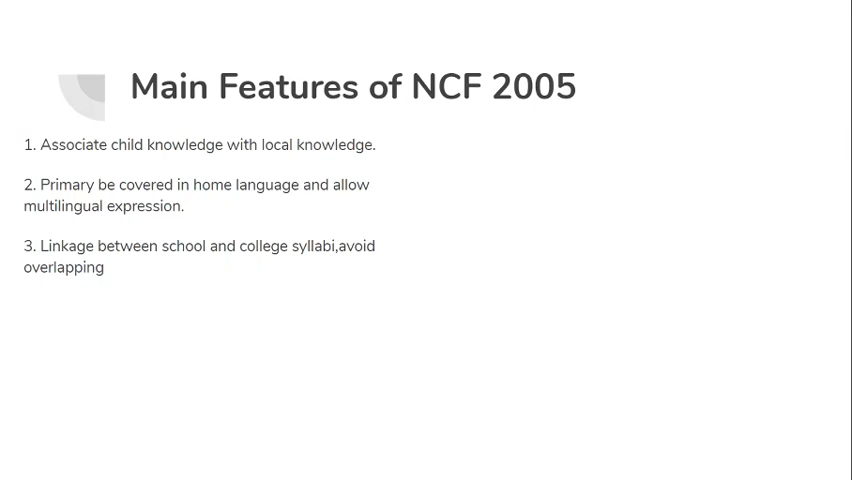 Main Features of NCF 2005
1. Associate child knowledge with local knowledge.
2. Primary be covered in home language and allow
multilingual expression.
3. Linkage between school and college syllabi,avoid
overlapping